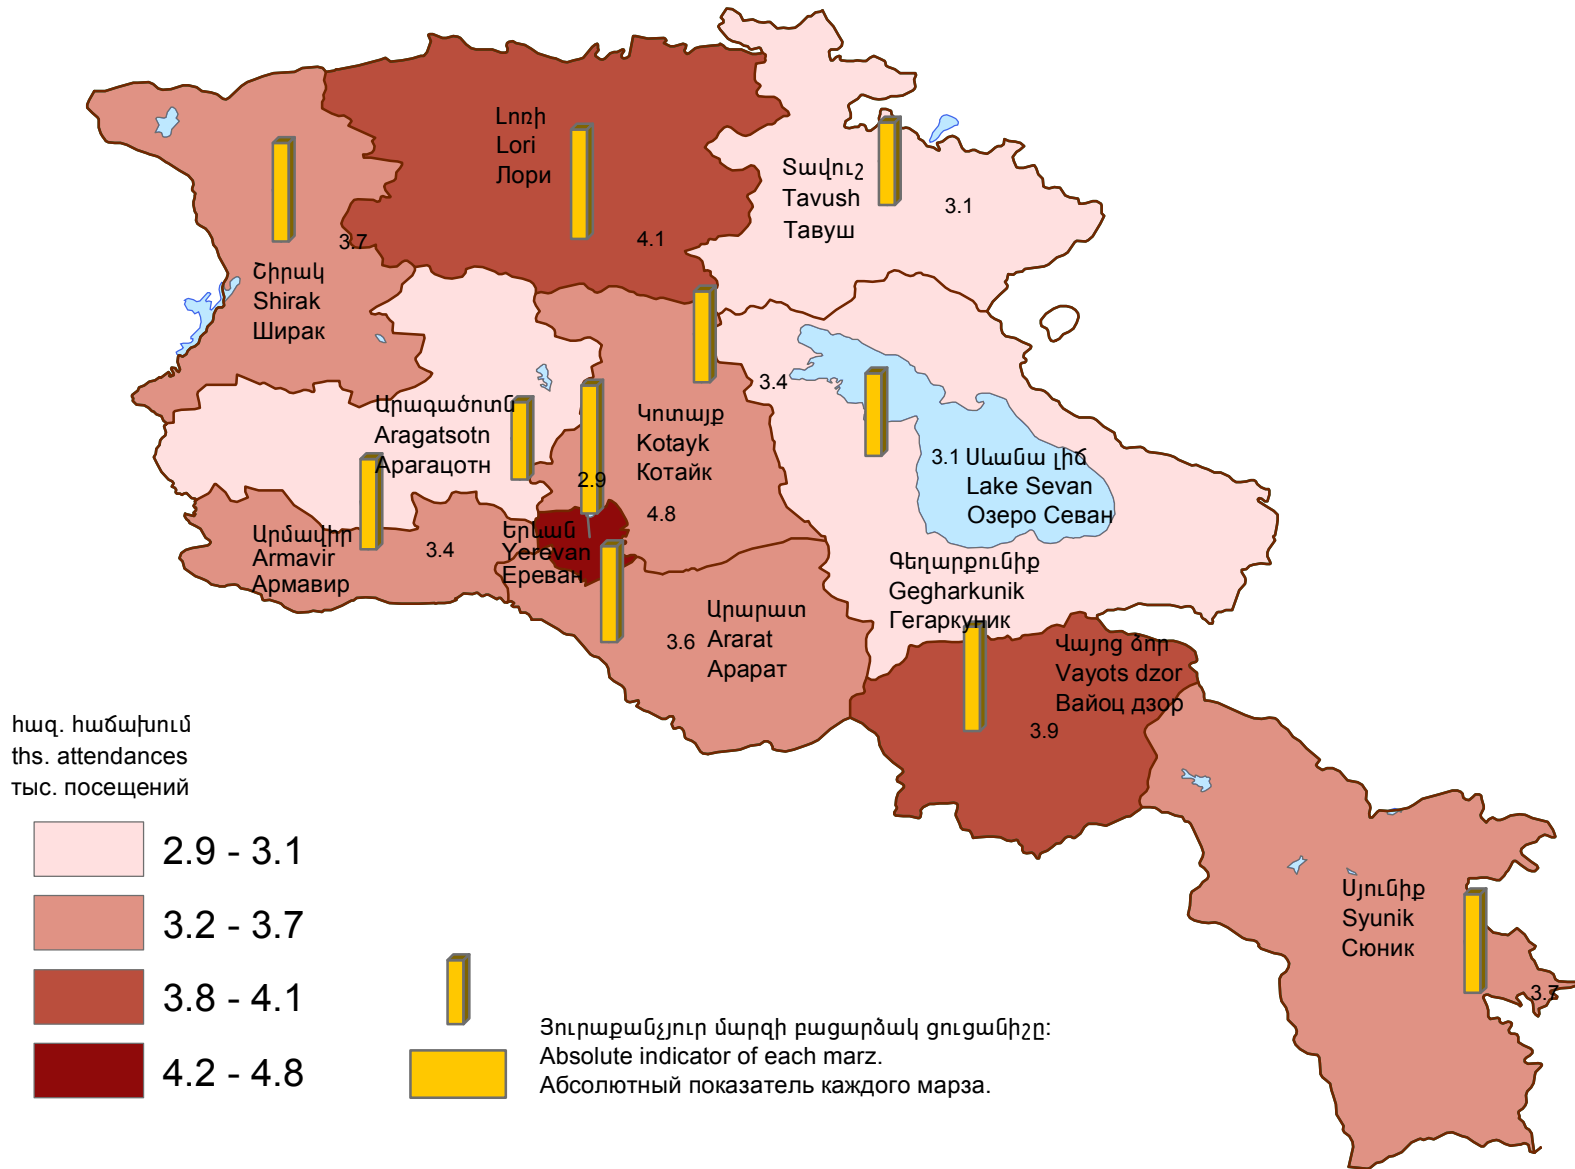 Լոռի
Lori
Лори
4.1
Տավուշ
Tavush
Тавуш
3.1
3.7
Շիրակ
Shirak
Ширак
3.4
Արագածոտն
Aragatsotn
Арагацотн
2.9
Կոտայք
Kotayk
Котайк
4.8
3.1
Սևանա լիճ
Lake Sevan
Озеро Севан
Արմավիր
Armavir
Армавир
3.4
Երևան
Yerevan
Ереван
Գեղարքունիք
Gegharkunik
Гегаркуник
3.6
Արարատ
Ararat
Арарат
Վայոց ձոր
Vayots dzor
Вайоц дзор
3.9
Սյունիք
Syunik
Сюник
3.7
հազ. հաճախում
ths. attendances
тыс. посещений
2.9 - 3.1
3.2 - 3.7
3.8 - 4.1
4.2 - 4.8
Յուրաքանչյուր մարզի բացարձակ ցուցանիշը:
Absolute indicator of each marz.
Абсолютный показатель каждого марза.